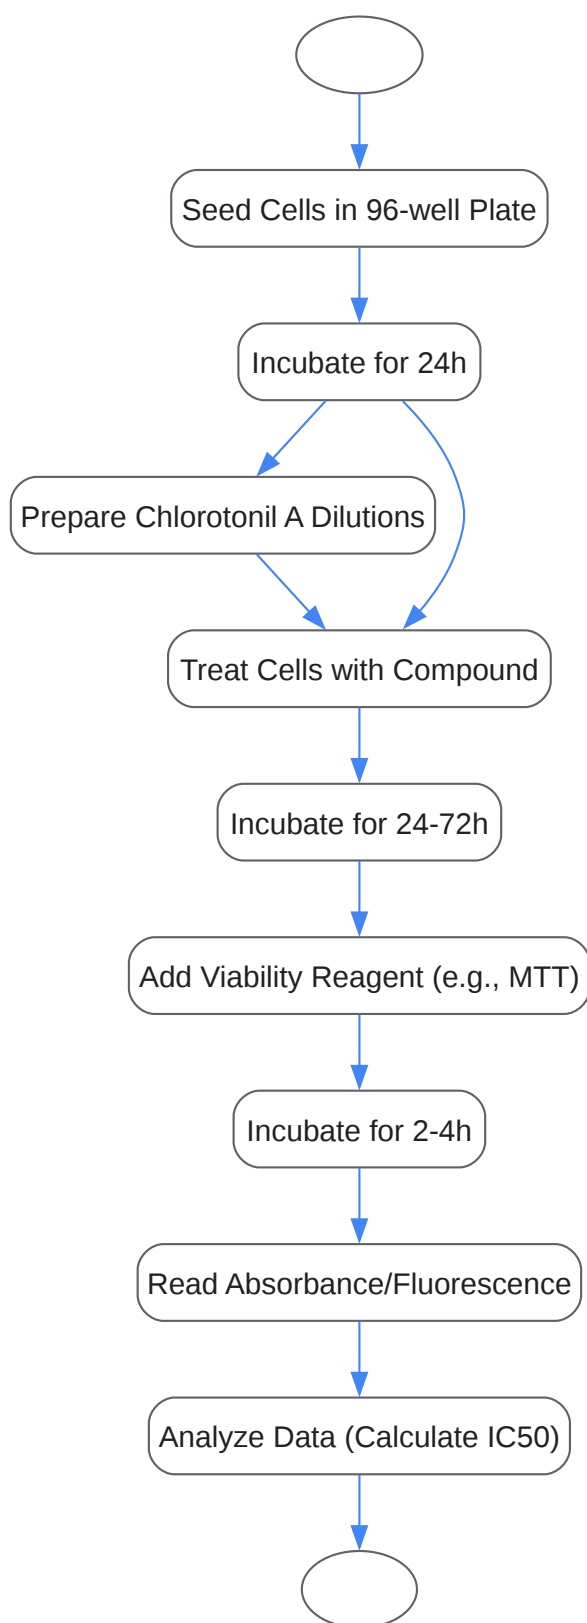 Seed Cells in 96-well Plate
Incubate for 24h
Prepare Chlorotonil A Dilutions
Treat Cells with Compound
Incubate for 24-72h
Add Viability Reagent (e.g., MTT)
Incubate for 2-4h
Read Absorbance/Fluorescence
Analyze Data (Calculate IC50)